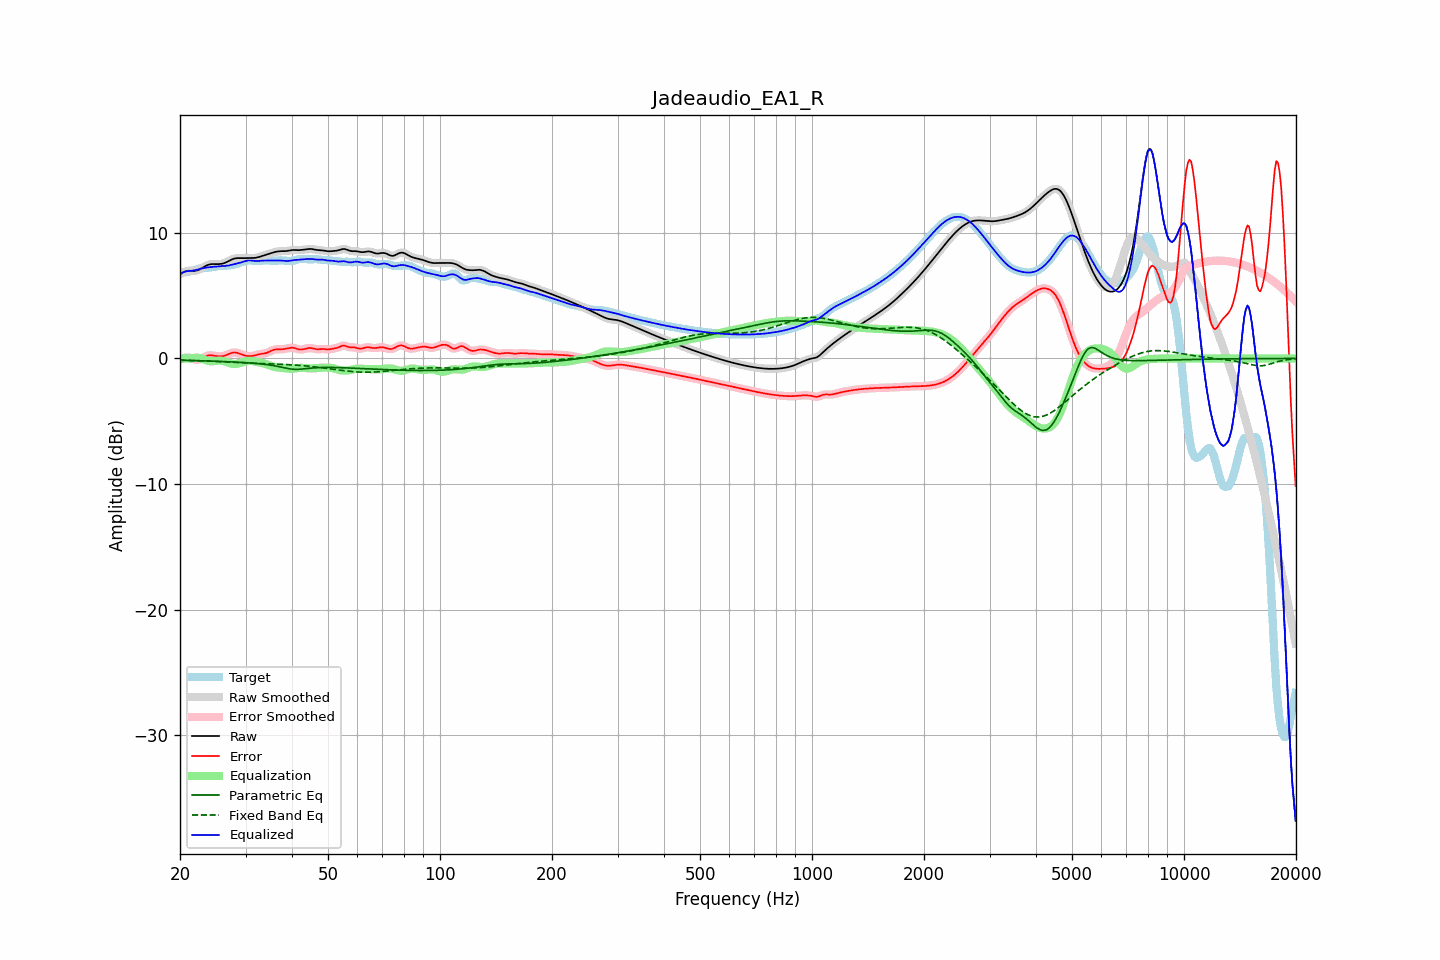 Jadeaudio_EA1_R
Amplitude (dBr)
10
0
−10
−20
−30
Target
Raw Smoothed
Error Smoothed
Raw
Error
Equalization
Parametric Eq
Fixed Band Eq
Equalized
20 50 100 200 500 1000 2000 5000 10000 20000
Frequency (Hz)